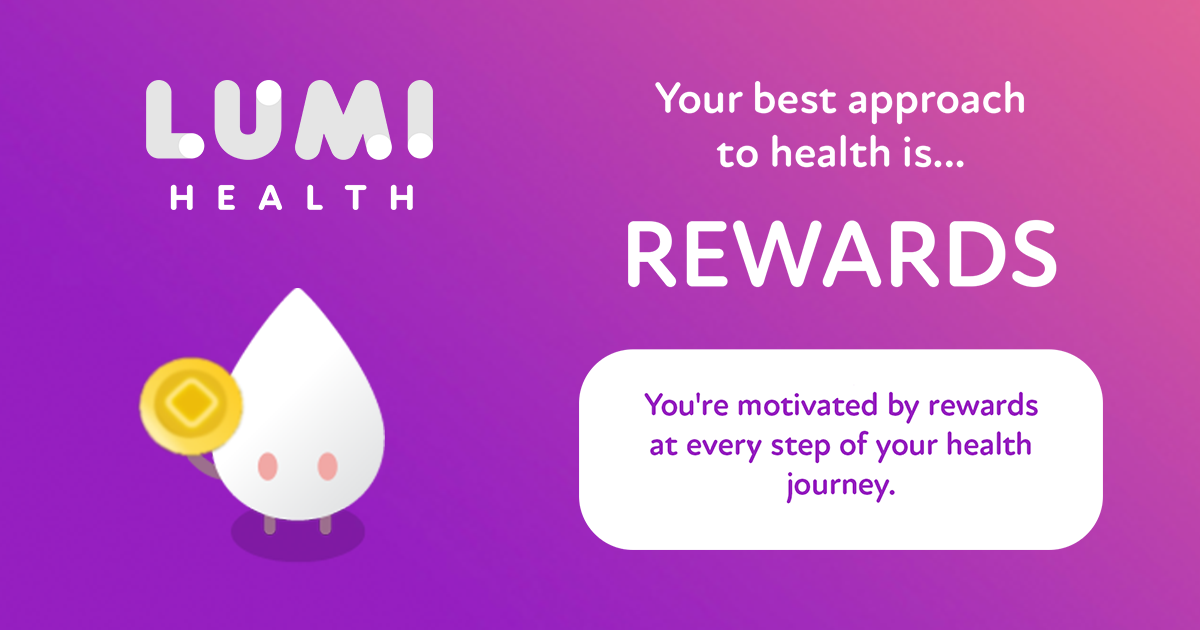 LUMI
HEALTH
Your best approach
to health is...
REWARDS
You're motivated by rewards
at every step of your health
journey.